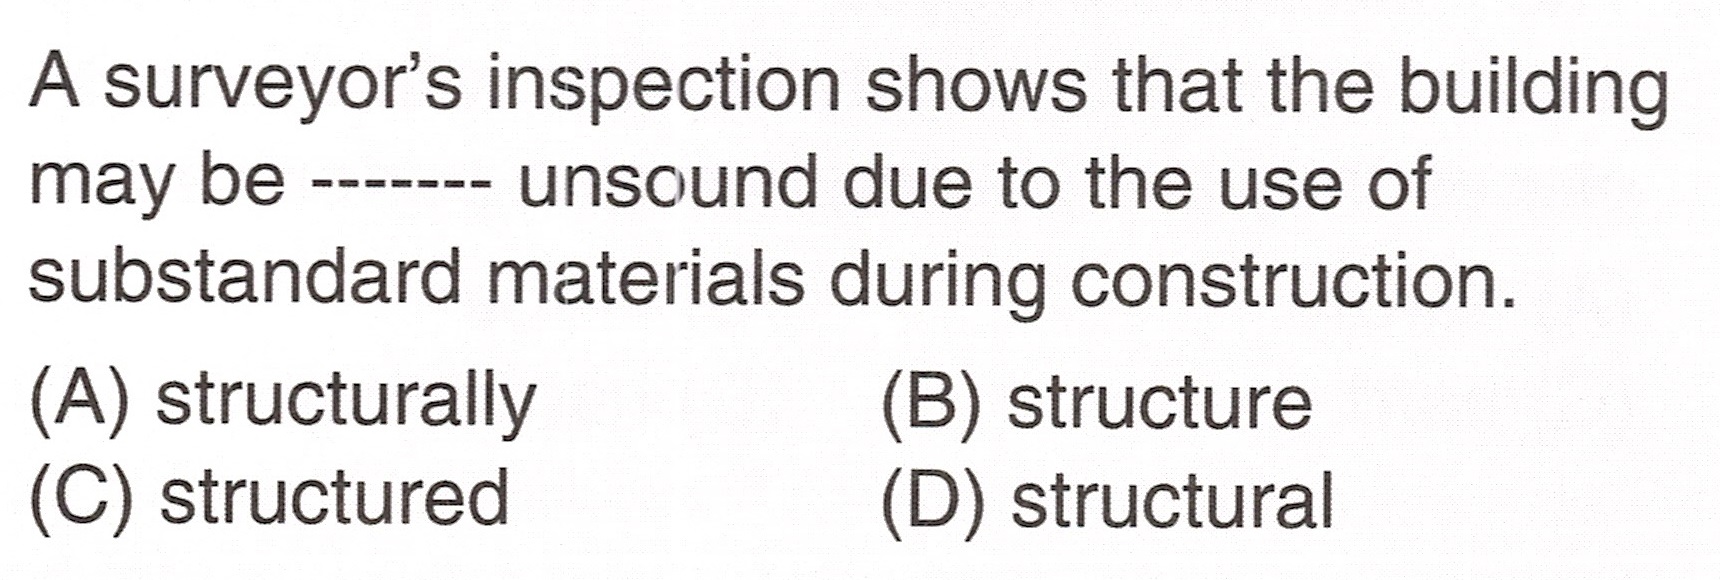 A surveyor's inspection shows that the building
may be ------- unsound due to the use of
substandard materials during construction.
(A) structurally (B) structure
(C) structured (D) structural